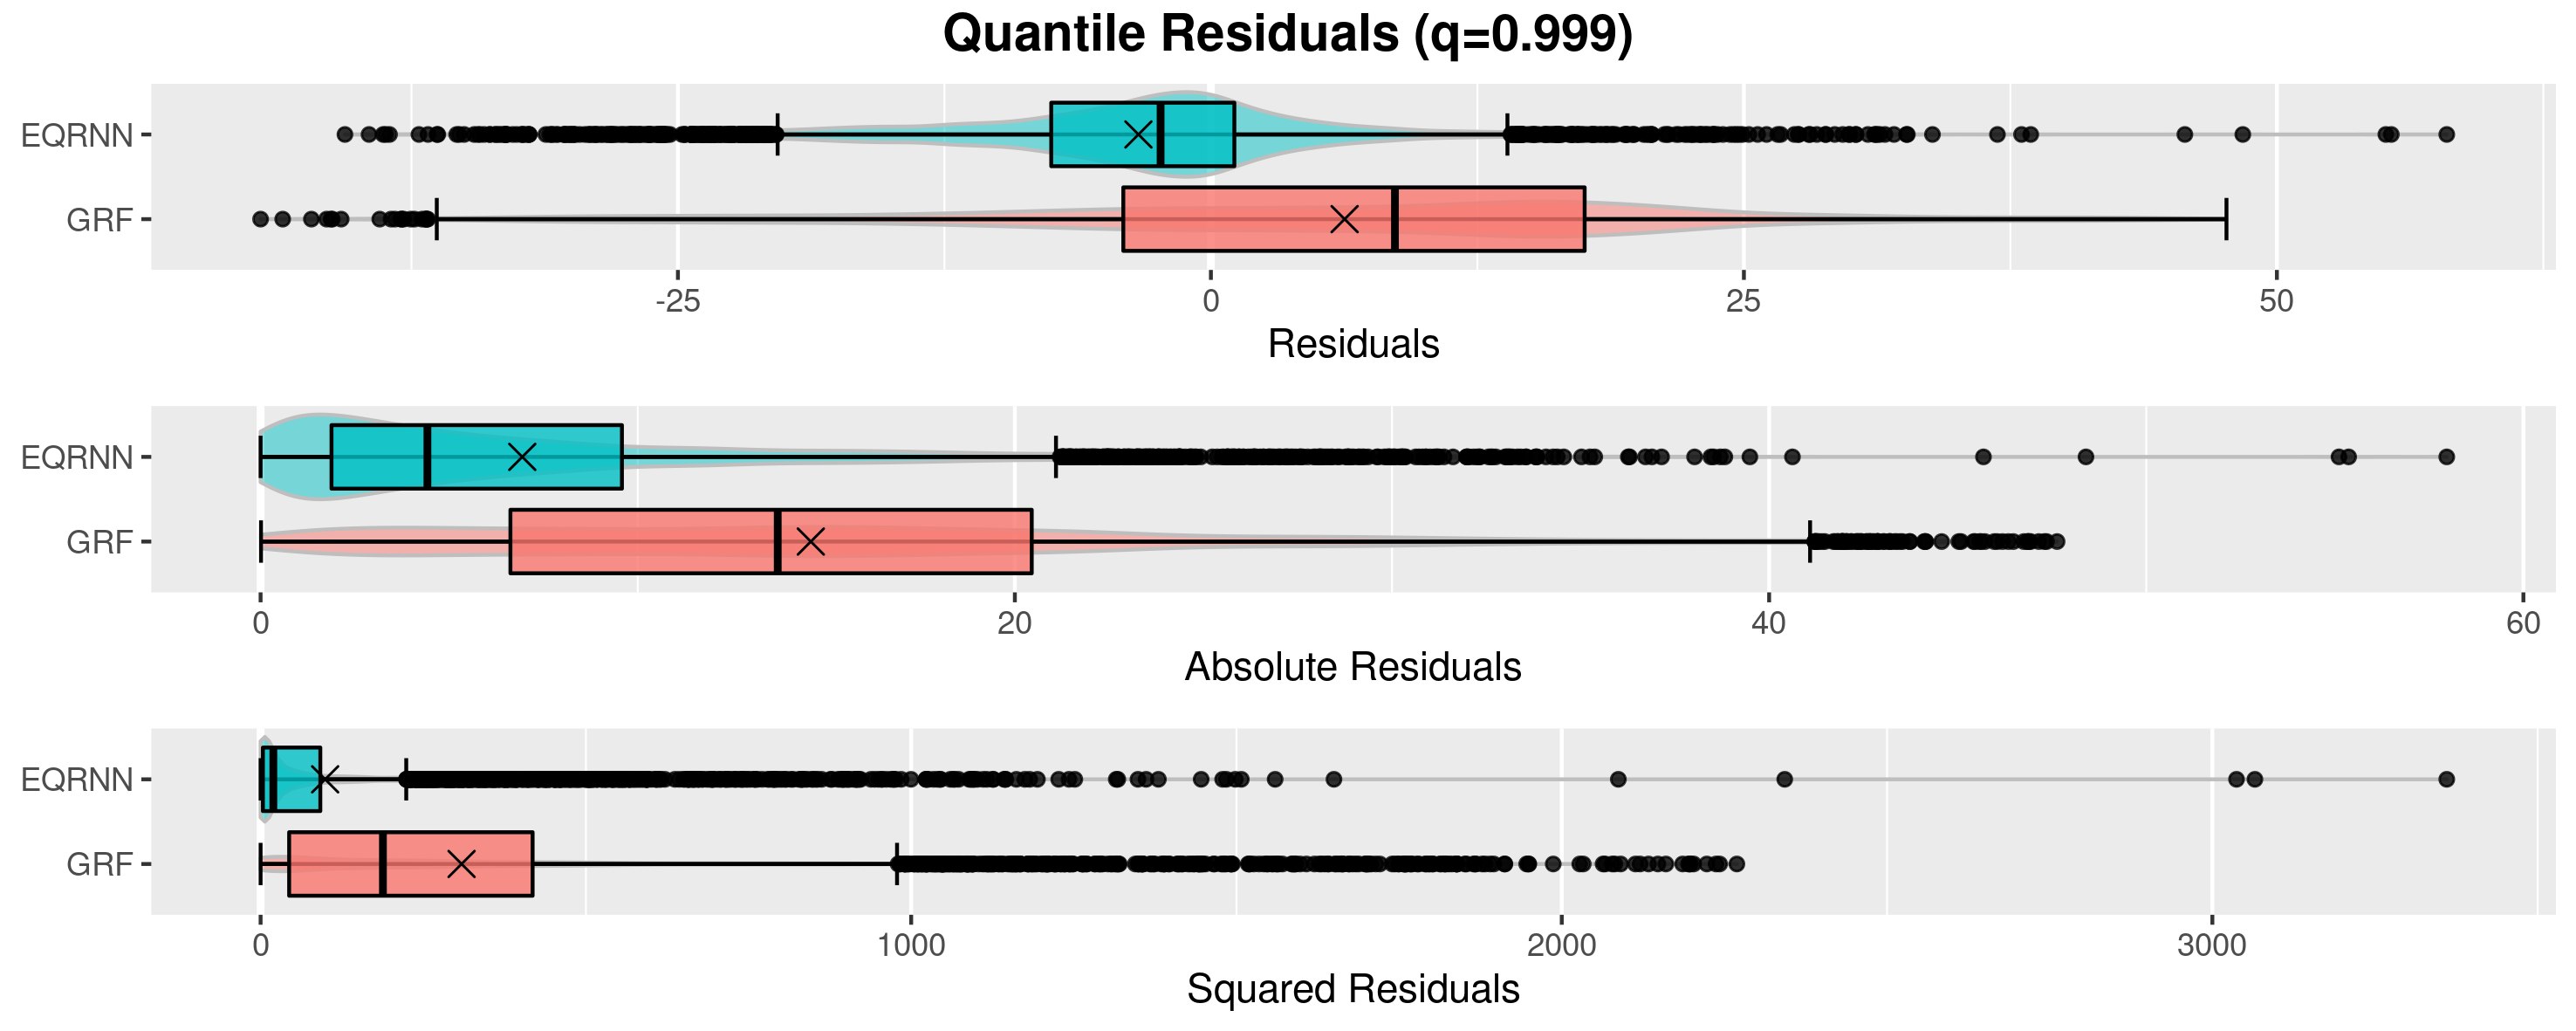 Quantile Residuals (q=0.999)
EQRNN
GRF
-25 0 25 50
Residuals
EQRNN
GRF
0 20 40 60
Absolute Residuals
EQRNN
GRF
0 1000 2000 3000
Squared Residuals